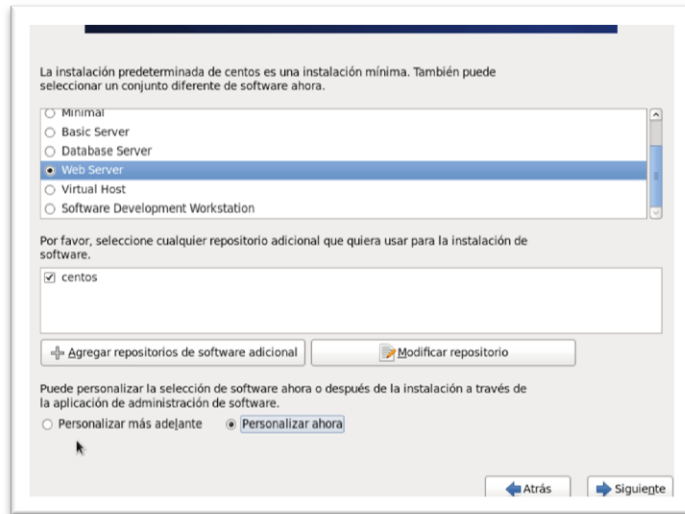 La instalación predeterminada de centos es una instalación mínima. También puede
seleccionar un conjunto diferente de software ahora.
Minimal
Basic Server
Database Server
Web Server
Virtual Host
Software Development Workstation
Por favor, seleccione cualquier repositorio adicional que quiera usar para la instalación de
software.
centos
Agregar repositorios de software adicional
Modificar repositorio
Puede personalizar la selección de software ahora o después de la instalación a través de
la aplicación de administración de software.
Personalizar más adelante
Personalizar ahora
Atrás
Siguiente